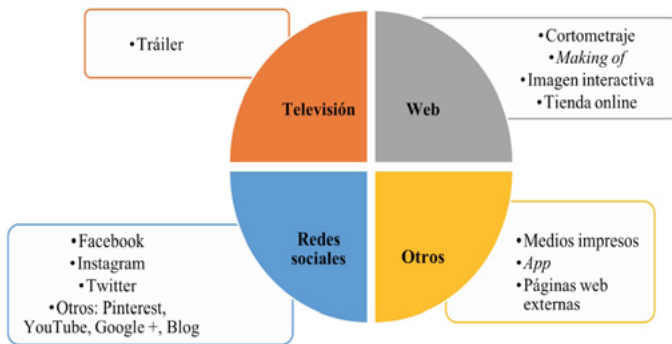 •Tráiler
Televisión
Web
•Cortometraje
•Making of
•Imagen interactiva
•Tienda online
•Facebook
•Instagram
•Twitter
•Otros: Pinterest,
YouTube, Google +, Blog
Redes
sociales
Otros
•Medios impresos
•App
•Páginas web
externas